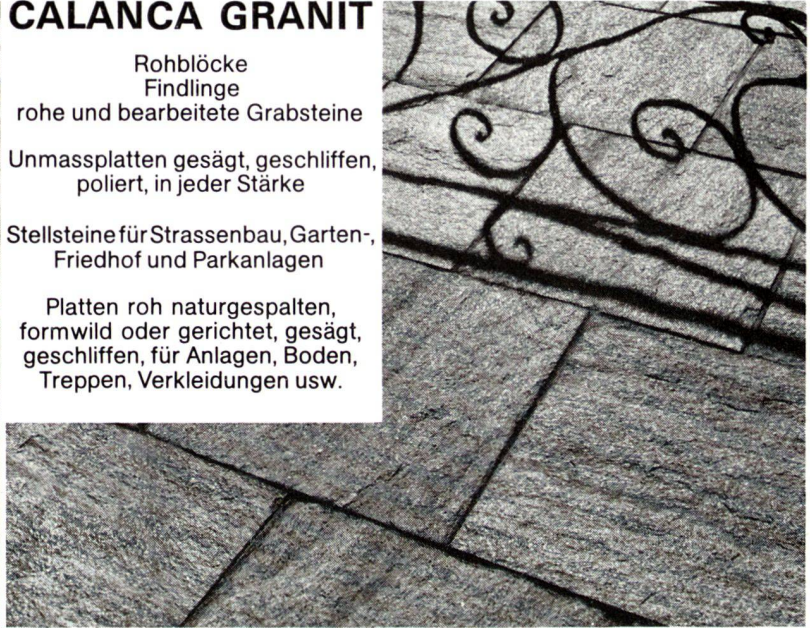 CALANCA GRANIT
Rohblöcke
Findlinge
rohe und bearbeitete Grabsteine
Unmassplatten gesägt, geschliffen,
poliert, in jeder Stärke
Stellsteine für Strassenbau, Garten-,
Friedhof und Parkanlagen
Platten roh naturgespalten,
formwild oder gerichtet, gesägt,
geschliffen, für Anlagen, Boden,
Treppen, Verkleidungen usw.